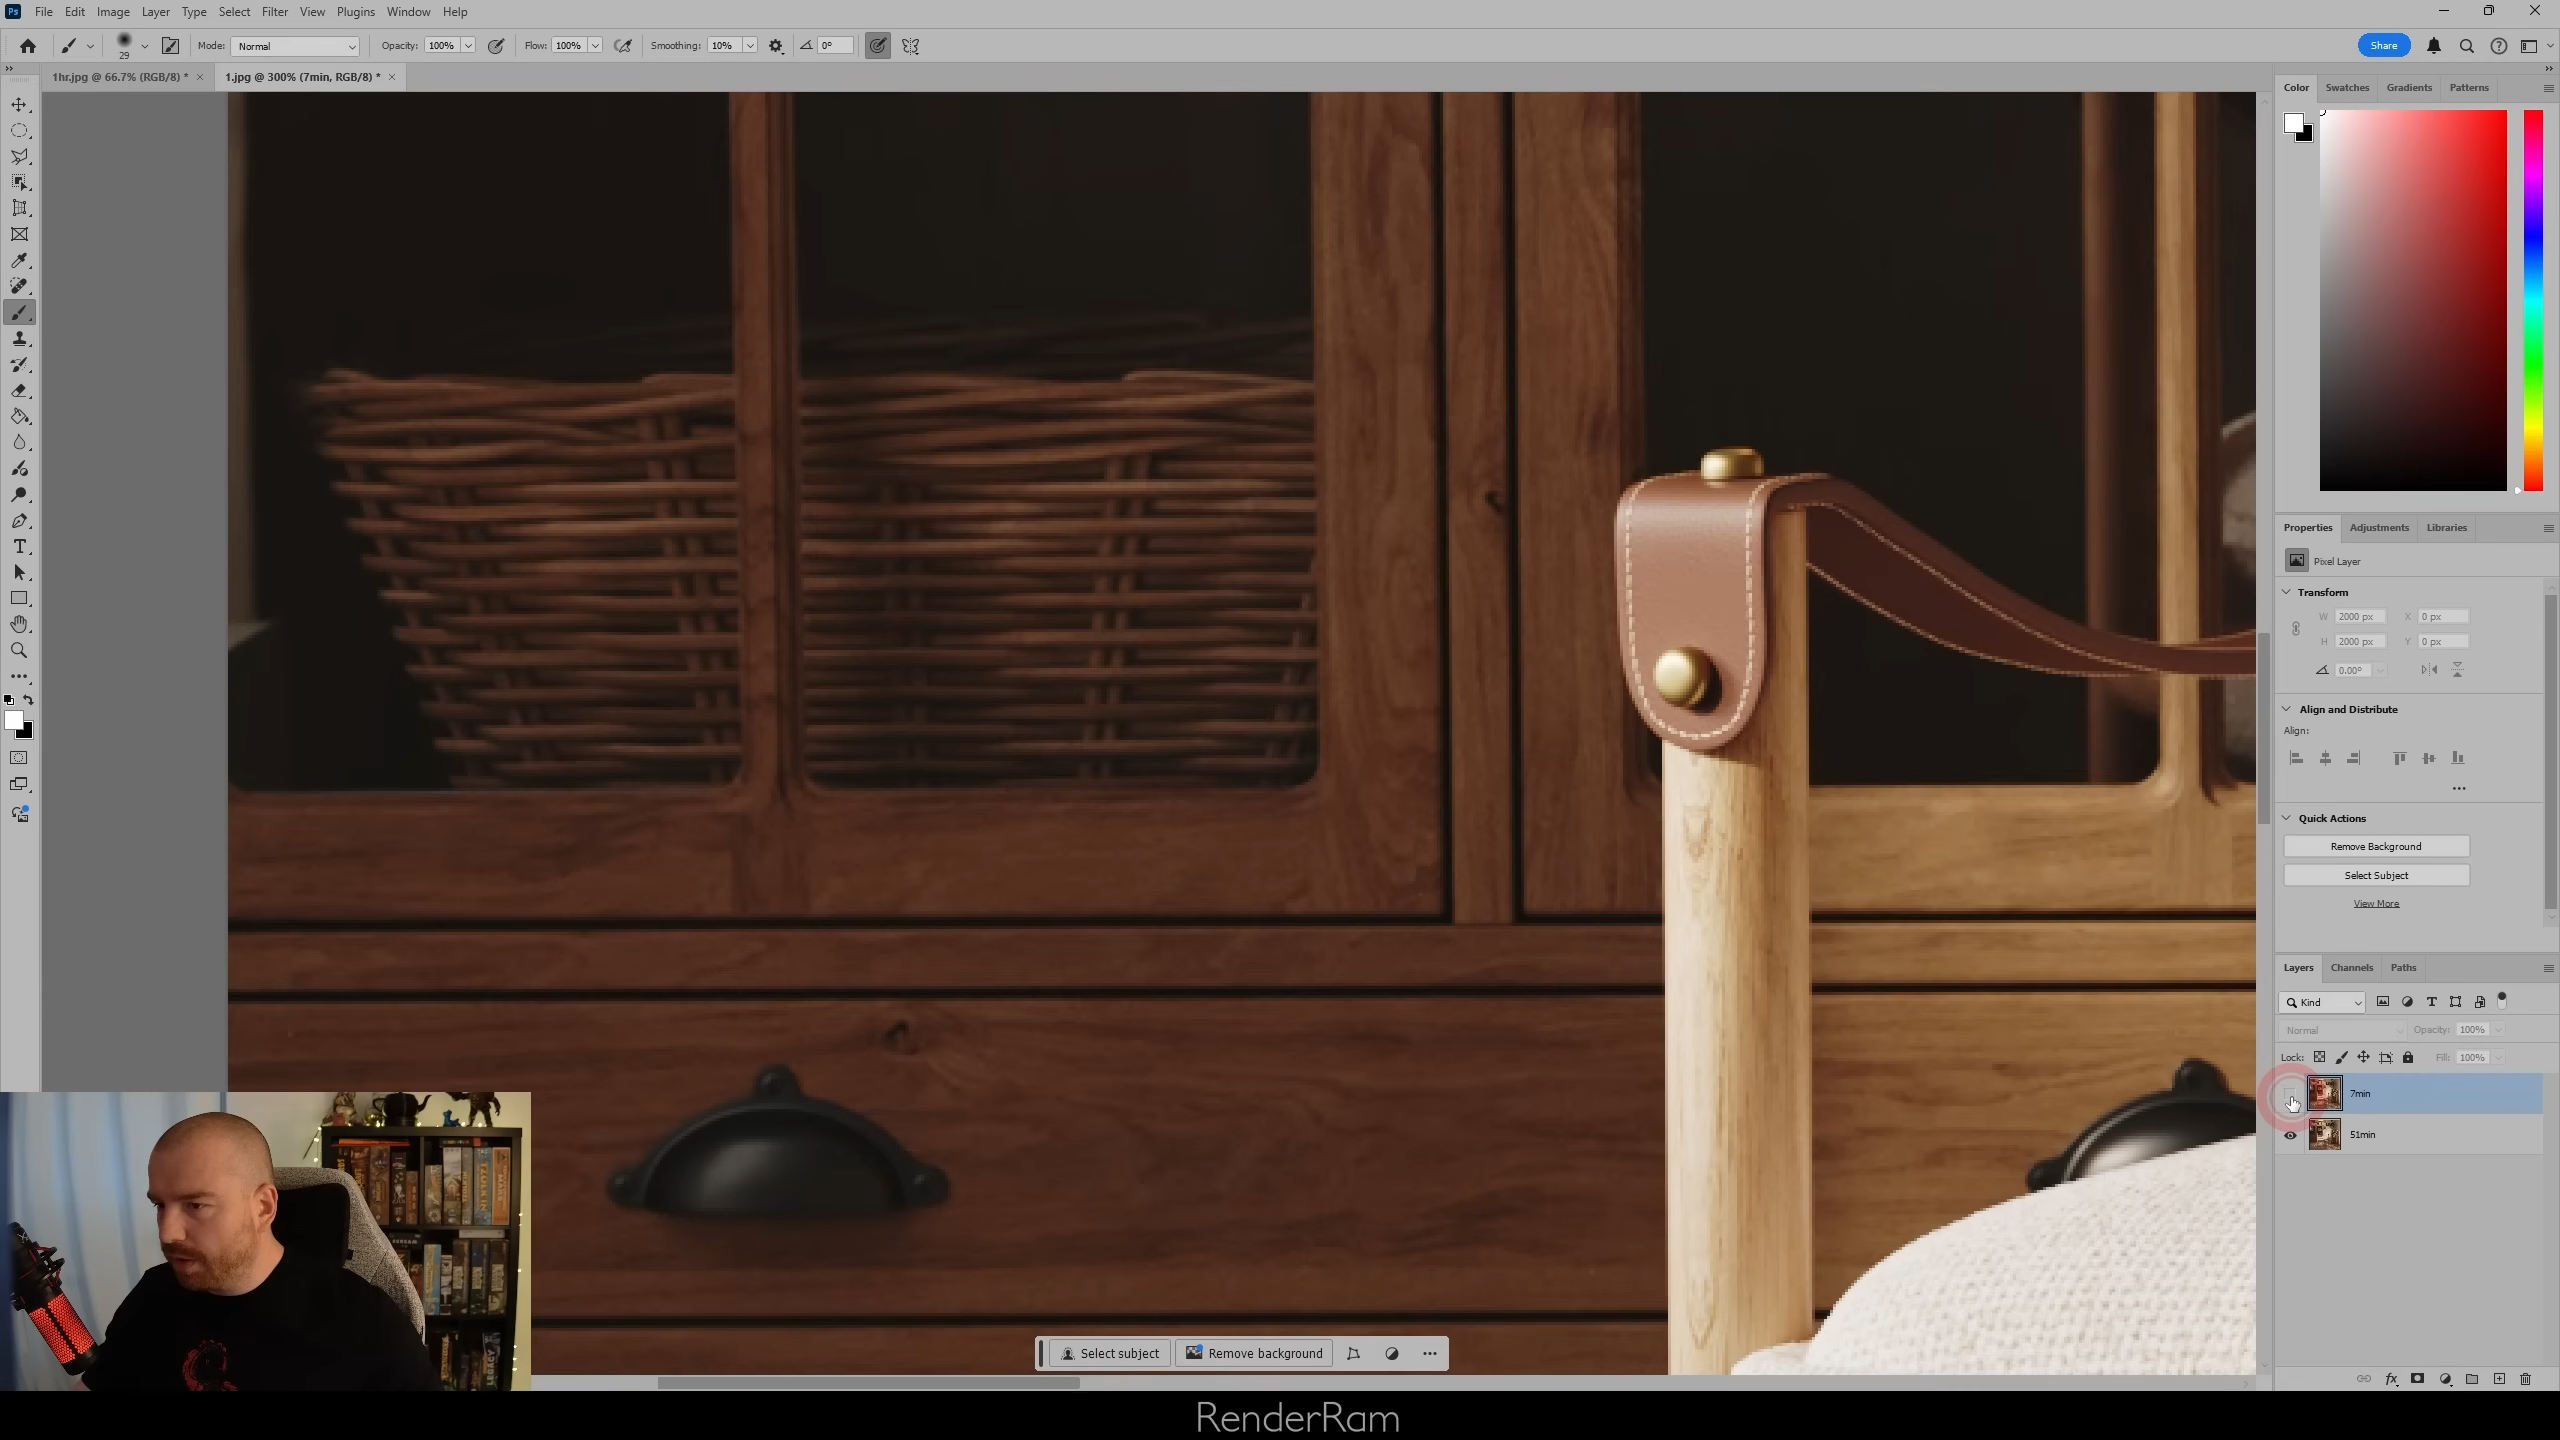 Ps File Edit Image Layer Type Select Filter View Plugins Window Help
29 Mode: Normal Opacity: 100% Flow: 100% Smoothing: 10% 0° Share
1hr.jpg @ 66.7% (RGB/8) * × 1.jpg @ 300% (7min, RGB/8) * ×
Color Swatches Gradients Patterns
Properties Adjustments Libraries
Pixel Layer
Transform
W 2000 px X 0 px
H 2000 px Y 0 px
0.00°
Align and Distribute
Align:
Quick Actions
Remove Background
Select Subject
View More
Layers Channels Paths
Kind
Normal Opacity: 100%
Lock: Fill: 100%
7min
51min
Select subject Remove background
RenderRam